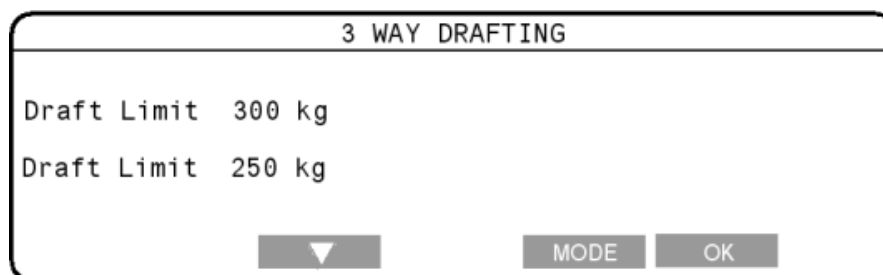 3 WAY DRAFTING
Draft Limit 300 kg
Draft Limit 250 kg
MODE OK